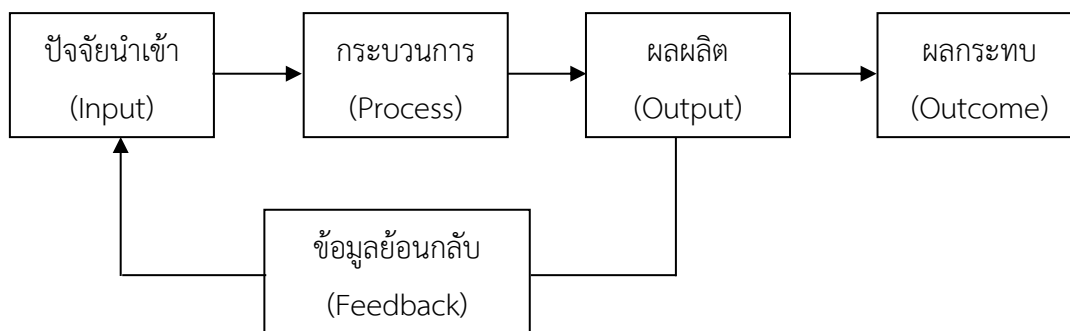 ปัจจัยนำเข้า
(Input)
กระบวนการ
(Process)
ผลผลิต
(Output)
ผลกระทบ
(Outcome)
ข้อมูลย้อนกลับ
(Feedback)